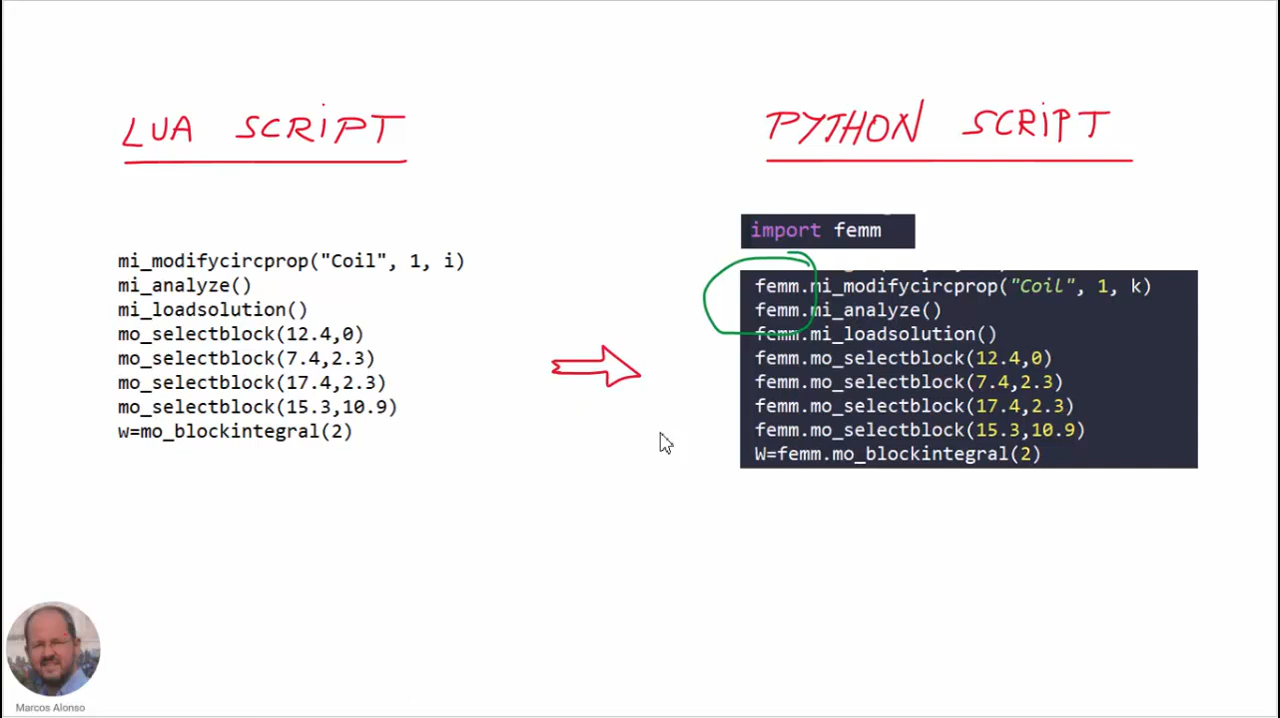 LUA SCRIPT
mi_modifycircprop("Coil", 1, i)
mi_analyze()
mi_loadsolution()
mo_selectblock(12.4,0)
mo_selectblock(7.4,2.3)
mo_selectblock(17.4,2.3)
mo_selectblock(15.3,10.9)
w=mo_blockintegral(2)
PYTHON SCRIPT
import femm
femm.mi_modifycircprop("Coil", 1, k)
femm.mi_analyze()
femm.mi_loadsolution()
femm.mo_selectblock(12.4,0)
femm.mo_selectblock(7.4,2.3)
femm.mo_selectblock(17.4,2.3)
femm.mo_selectblock(15.3,10.9)
W=femm.mo_blockintegral(2)
Marcos Alonso